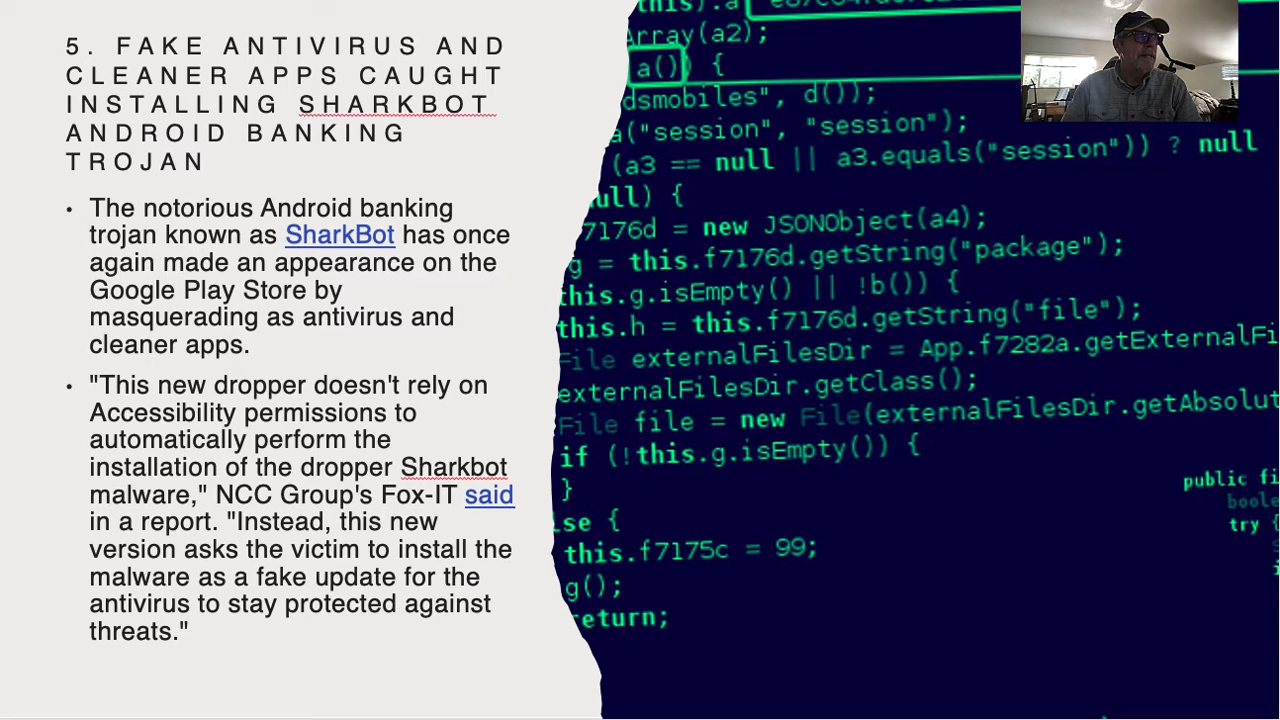 5. FAKE ANTIVIRUS AND
CLEANER APPS CAUGHT
INSTALLING SHARKBOT
ANDROID BANKING
TROJAN
• The notorious Android banking
trojan known as SharkBot has once
again made an appearance on the
Google Play Store by
masquerading as antivirus and
cleaner apps.
• "This new dropper doesn't rely on
Accessibility permissions to
automatically perform the
installation of the dropper Sharkbot
malware," NCC Group's Fox-IT said
in a report. "Instead, this new
version asks the victim to install the
malware as a fake update for the
antivirus to stay protected against
threats."
Array(a2);
a()) {
dsmobiles", d());
a("session", "session");
(a3 == null || a3.equals("session")) ? null
null) {
7176d = new JSONObject(a4);
g = this.f7176d.getString("package");
this.g.isEmpty() || !b()) {
this.h = this.f7176d.getString("file");
File externalFilesDir = App.f7282a.getExternalFi
externalFilesDir.getClass();
File file = new File(externalFilesDir.getAbsolut
if (!this.g.isEmpty()) {
}
lse {
this.f7175c = 99;
g();
return;
public fi
boole
try {